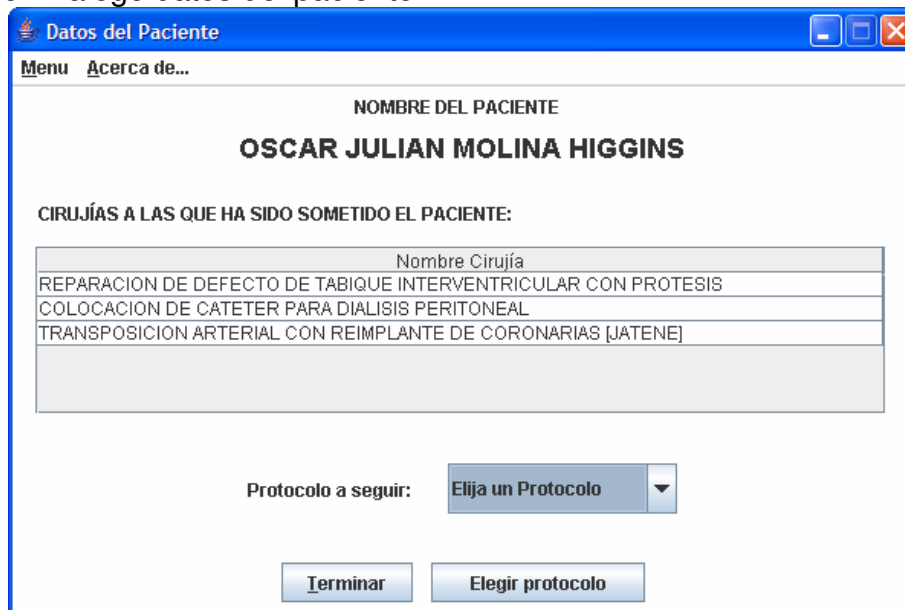 Datos del Paciente
Menu Acerca de...
NOMBRE DEL PACIENTE
OSCAR JULIAN MOLINA HIGGINS
CIRUJÍAS A LAS QUE HA SIDO SOMETIDO EL PACIENTE:
Nombre Cirujía
REPARACION DE DEFECTO DE TABIQUE INTERVENTRICULAR CON PROTESIS
COLOCACION DE CATETER PARA DIALISIS PERITONEAL
TRANSPOSICION ARTERIAL CON REIMPLANTE DE CORONARIAS [JATENE]
Protocolo a seguir: Elija un Protocolo
Terminar Elegir protocolo